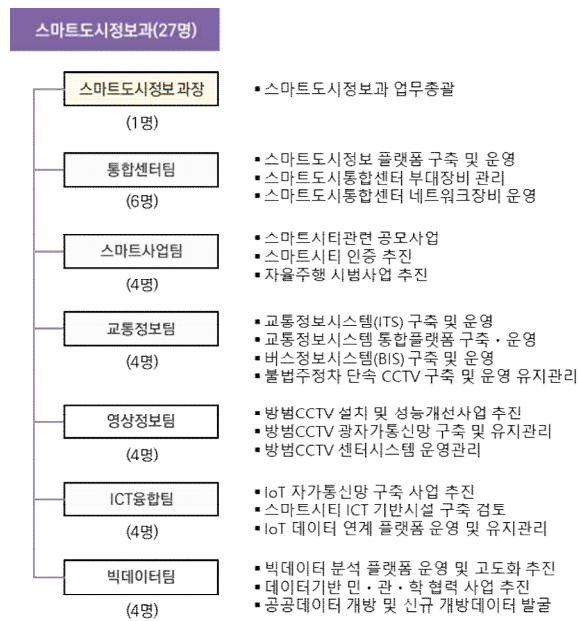 스마트도시정보과(27명)
스마트도시정보과장
(1명)
▪ 스마트도시정보과 업무총괄
통합센터팀
(6명)
▪ 스마트도시정보 플랫폼 구축 및 운영
▪ 스마트도시통합센터 부대장비 관리
▪ 스마트도시통합센터 네트워크장비 운영
스마트사업팀
(4명)
▪ 스마트시티관련 공모사업
▪ 스마트시티 인증 추진
▪ 자율주행 시범사업 추진
교통정보팀
(4명)
▪ 교통정보시스템(ITS) 구축 및 운영
▪ 교통정보시스템 통합플랫폼 구축・운영
▪ 버스정보시스템(BIS) 구축 및 운영
▪ 불법주정차 단속 CCTV 구축 및 운영 유지관리
영상정보팀
(4명)
▪ 방범CCTV 설치 및 성능개선사업 추진
▪ 방범CCTV 광자가통신망 구축 및 유지관리
▪ 방범CCTV 센터시스템 운영관리
ICT융합팀
(4명)
▪ IoT 자가통신망 구축 사업 추진
▪ 스마트시티 ICT 기반시설 구축 검토
▪ IoT 데이터 연계 플랫폼 운영 및 유지관리
빅데이터팀
(4명)
▪ 빅데이터 분석 플랫폼 운영 및 고도화 추진
▪ 데이터기반 민・관・학 협력 사업 추진
▪ 공공데이터 개방 및 신규 개방데이터 발굴